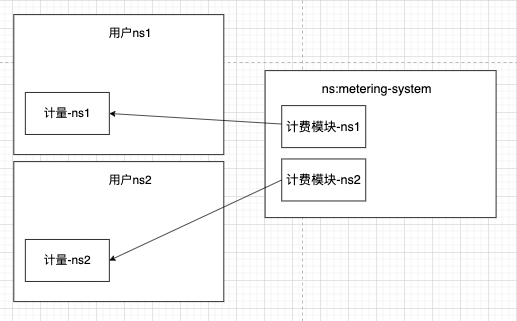 用户ns1
计量-ns1
用户ns2
计量-ns2
ns:metering-system
计费模块-ns1
计费模块-ns2